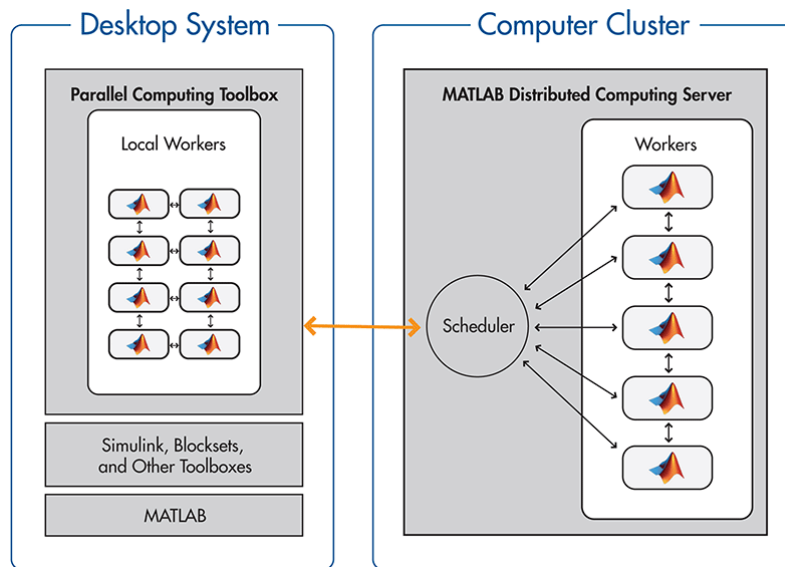 Desktop System
Parallel Computing Toolbox
Local Workers
Simulink, Blocksets,
and Other Toolboxes
MATLAB
Computer Cluster
MATLAB Distributed Computing Server
Workers
Scheduler